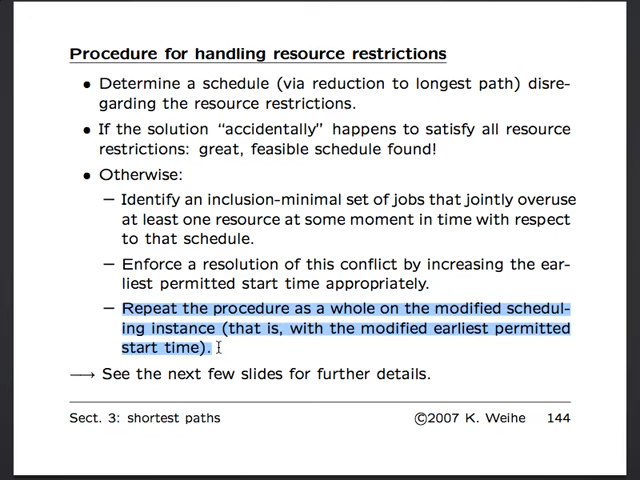 Procedure for handling resource restrictions
● Determine a schedule (via reduction to longest path) disre-
garding the resource restrictions.
● If the solution “accidentally” happens to satisfy all resource
restrictions: great, feasible schedule found!
● Otherwise:
– Identify an inclusion-minimal set of jobs that jointly overuse
at least one resource at some moment in time with respect
to that schedule.
– Enforce a resolution of this conflict by increasing the ear-
liest permitted start time appropriately.
– Repeat the procedure as a whole on the modified schedul-
ing instance (that is, with the modified earliest permitted
start time).
⟶ See the next few slides for further details.
Sect. 3: shortest paths ©2007 K. Weihe 144